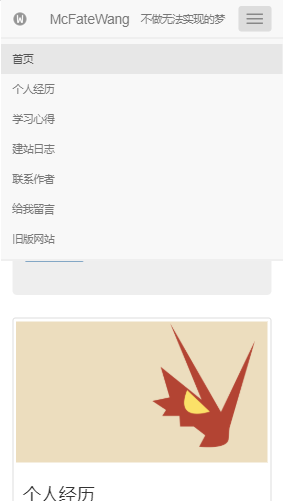 W McFateWang 不做无法实现的梦
首页
个人经历
学习心得
建站日志
联系作者
给我留言
旧版网站
个人经历